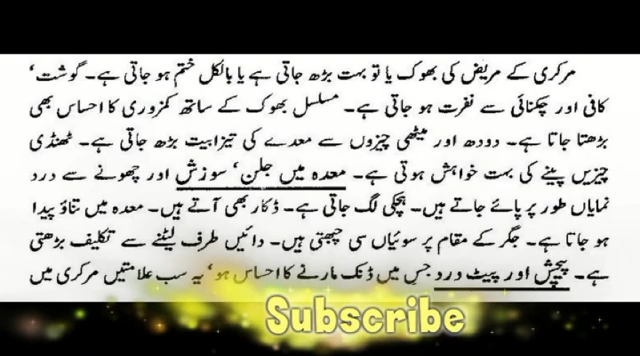 مرکری کے مریض کی بھوک یا تو بہت بڑھ جاتی ہے یا بالکل ختم ہو جاتی ہے۔ گوشت‘
کافی اور چکنائی سے نفرت ہو جاتی ہے۔ مسلسل بھوک کے ساتھ کمزوری کا احساس بھی
بڑھتا جاتا ہے۔ دودھ اور میٹھی چیزوں سے معدے کی تیزابیت بڑھ جاتی ہے۔ ٹھنڈی
چیزیں پینے کی بہت خواہش ہوتی ہے۔ معدہ میں جلن‘ سوزش اور چھونے سے درد
نمایاں طور پر پائے جاتے ہیں۔ ہچکی لگ جاتی ہے۔ ڈکار بھی آتے ہیں۔ معدہ میں تناؤ پیدا
ہو جاتا ہے۔ جگر کے مقام پر سوئیاں سی چھبتی ہیں۔ دائیں طرف لیٹنے سے تکلیف بڑھتی
ہے۔ پیچش اور پیٹ درد جس میں ڈنک مارنے کا احساس ہو‘ یہ سب علامتیں مرکری میں
Subscribe